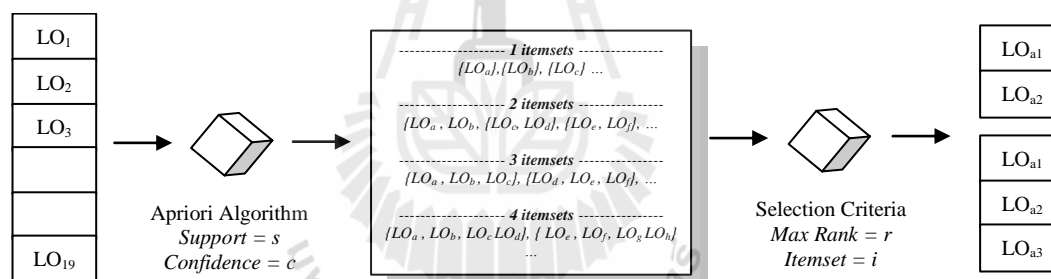 LO1
LO2
LO3
LO19
Apriori Algorithm
Support = s
Confidence = c
------------------- 1 itemsets ----------------
{LOa},{LOb}, {LOc} ...
------------------- 2 itemsets ---------------
{LOa , LOb, {LOc, LOd}, {LOe , LOf}, ...
------------------- 3 itemsets ---------------
{LOa , LOb, LOc}, {LOd , LOe, LOf}, ...
------------------- 4 itemsets ---------------
{LOa , LOb, LOc LOd}, { LOe , LOf, LOg LOh}
...
Selection Criteria
Max Rank = r
Itemset = i
LOa1
LOa2
LOa1
LOa2
LOa3